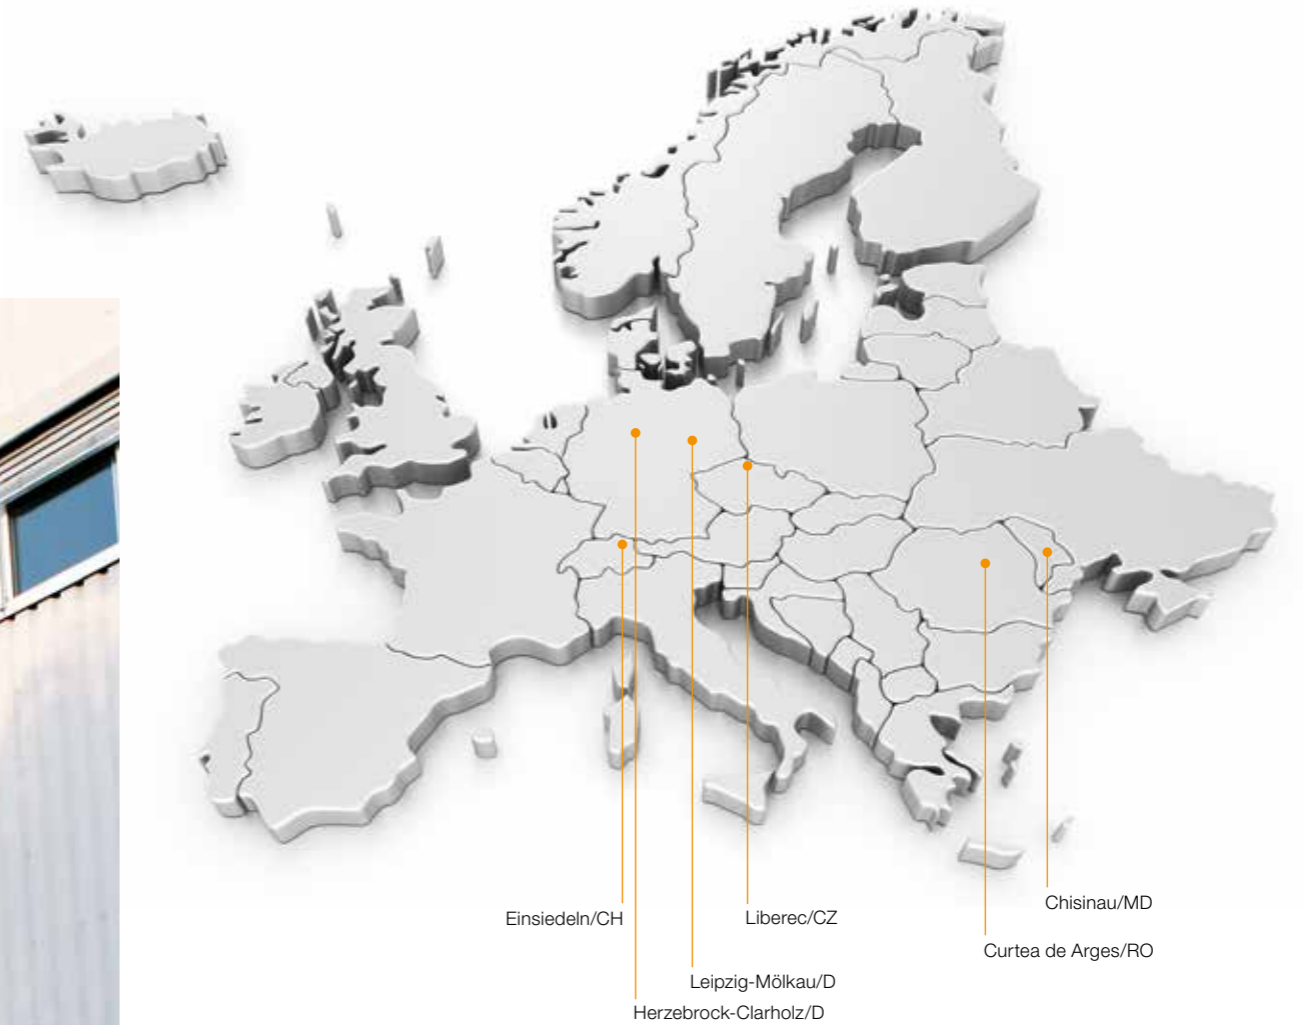 Chisinau/MD
Einsiedeln/CH
Liberec/CZ
Curtea de Arges/RO
Leipzig-Mölkau/D
Herzebrock-Clarholz/D